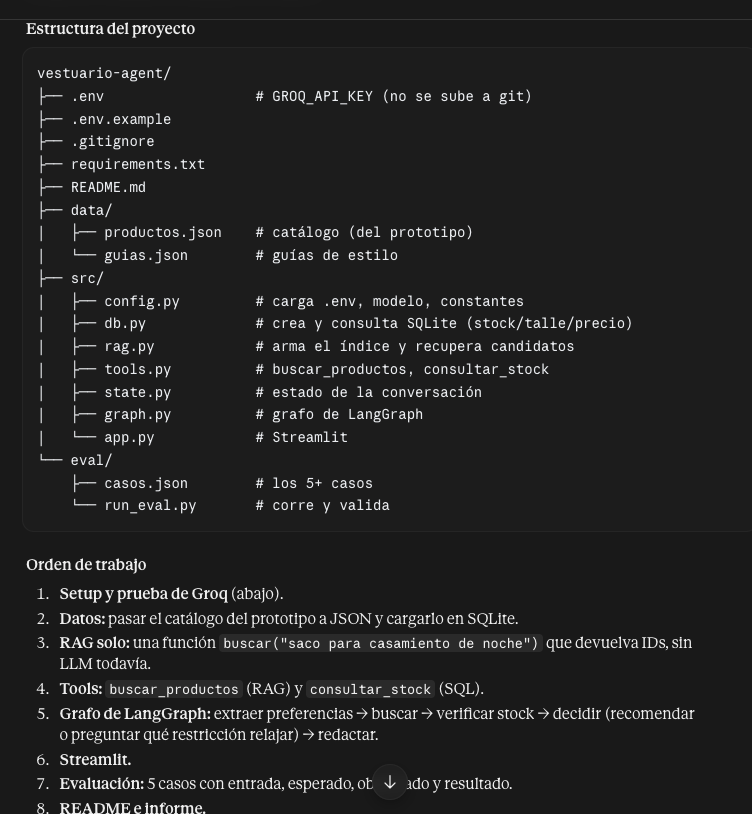 Estructura del proyecto
vestuario-agent/
├── .env # GROQ_API_KEY (no se sube a git)
├── .env.example
├── .gitignore
├── requirements.txt
├── README.md
├── data/
│ ├── productos.json # catálogo (del prototipo)
│ └── guias.json # guías de estilo
├── src/
│ ├── config.py # carga .env, modelo, constantes
│ ├── db.py # crea y consulta SQLite (stock/talle/precio)
│ ├── rag.py # arma el índice y recupera candidatos
│ ├── tools.py # buscar_productos, consultar_stock
│ ├── state.py # estado de la conversación
│ ├── graph.py # grafo de LangGraph
│ └── app.py # Streamlit
└── eval/
├── casos.json # los 5+ casos
└── run_eval.py # corre y valida
Orden de trabajo
1. Setup y prueba de Groq (abajo).
2. Datos: pasar el catálogo del prototipo a JSON y cargarlo en SQLite.
3. RAG solo: una función buscar("saco para casamiento de noche") que devuelva IDs, sin
LLM todavía.
4. Tools: buscar_productos (RAG) y consultar_stock (SQL).
5. Grafo de LangGraph: extraer preferencias → buscar → verificar stock → decidir (recomendar
o preguntar qué restricción relajar) → redactar.
6. Streamlit.
7. Evaluación: 5 casos con entrada, esperado, y resultado.
8. README e informe.